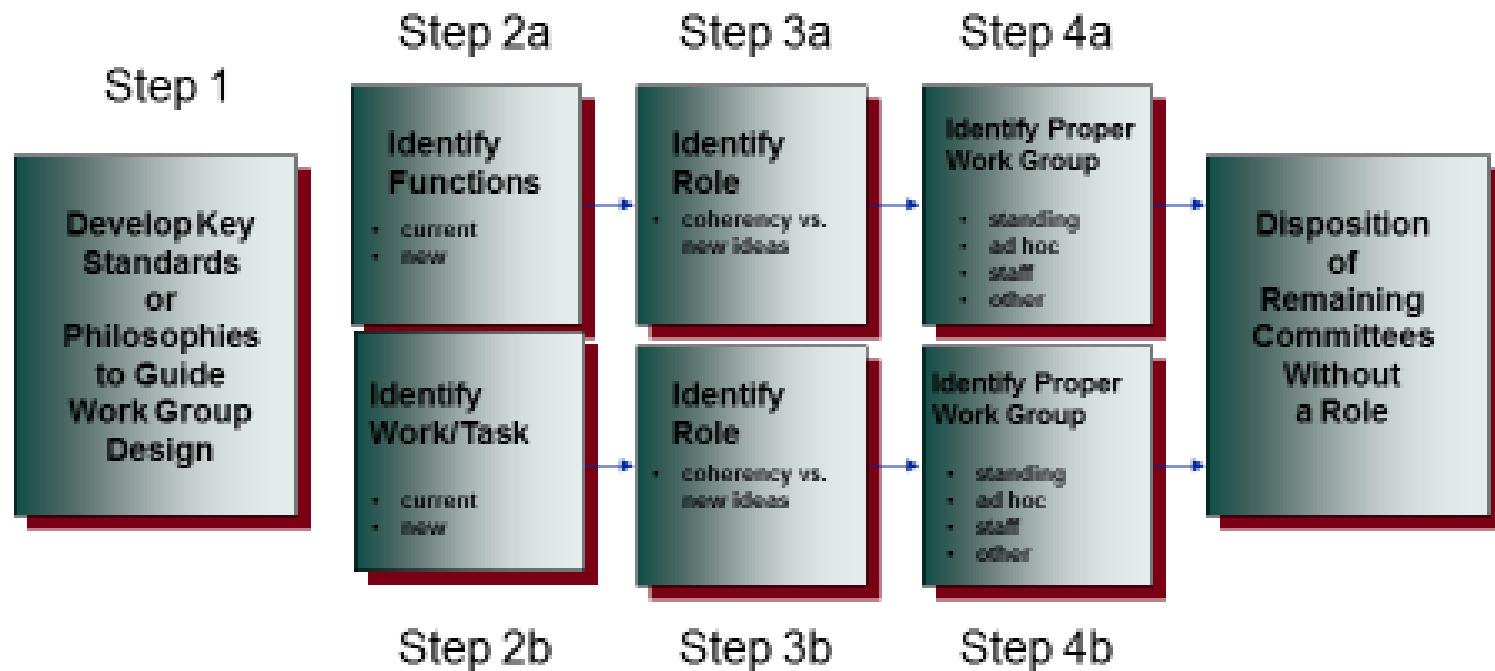 Step 1
Develop Key
Standards
or
Philosophies
to Guide
Work Group
Design
Step 2a
Identify
Functions
• current
• new
Step 3a
Identify
Role
• coherency vs.
new ideas
Step 4a
Identify Proper
Work Group
• standing
• ad hoc
• staff
• other
Identify
Work/Task
• current
• new
Step 2b
Identify
Role
• coherency vs.
new ideas
Step 3b
Identify Proper
Work Group
• standing
• ad hoc
• staff
• other
Step 4b
Disposition
of
Remaining
Committees
Without
a Role